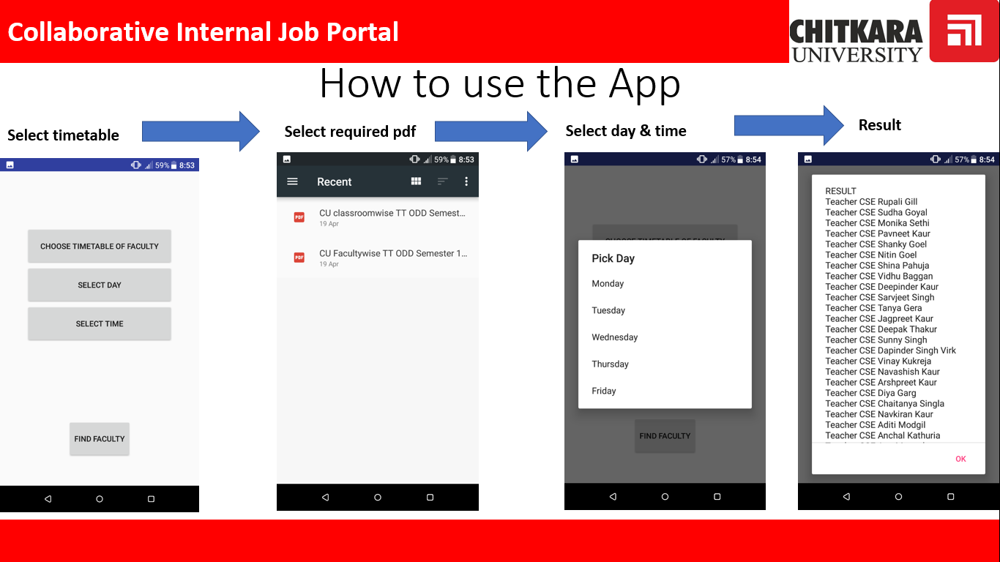 Collaborative Internal Job Portal
CHITKARA
UNIVERSITY
How to use the App
Select timetable
Select required pdf
Select day & time
Result
59% 8:53
CHOOSE TIMETABLE OF FACULTY
SELECT DAY
SELECT TIME
FIND FACULTY
59% 8:53
Recent
PDF
CU classroomwise TT ODD Semest...
19 Apr
PDF
CU Facultywise TT ODD Semester 1...
19 Apr
57% 8:54
CHOOSE TIMETABLE OF FACULTY
Pick Day
Monday
Tuesday
Wednesday
Thursday
Friday
FIND FACULTY
57% 8:54
RESULT
Teacher CSE Rupali Gill
Teacher CSE Sudha Goyal
Teacher CSE Monika Sethi
Teacher CSE Pavneet Kaur
Teacher CSE Shanky Goel
Teacher CSE Nitin Goel
Teacher CSE Shina Pahuja
Teacher CSE Vidhu Baggan
Teacher CSE Deepinder Kaur
Teacher CSE Sarvjeet Singh
Teacher CSE Tanya Gera
Teacher CSE Jagpreet Kaur
Teacher CSE Deepak Thakur
Teacher CSE Sunny Singh
Teacher CSE Dapinder Singh Virk
Teacher CSE Vinay Kukreja
Teacher CSE Navashish Kaur
Teacher CSE Arshpreet Kaur
Teacher CSE Diya Garg
Teacher CSE Chaitanya Singla
Teacher CSE Navkiran Kaur
Teacher CSE Aditi Modgil
Teacher CSE Anchal Kathuria
OK